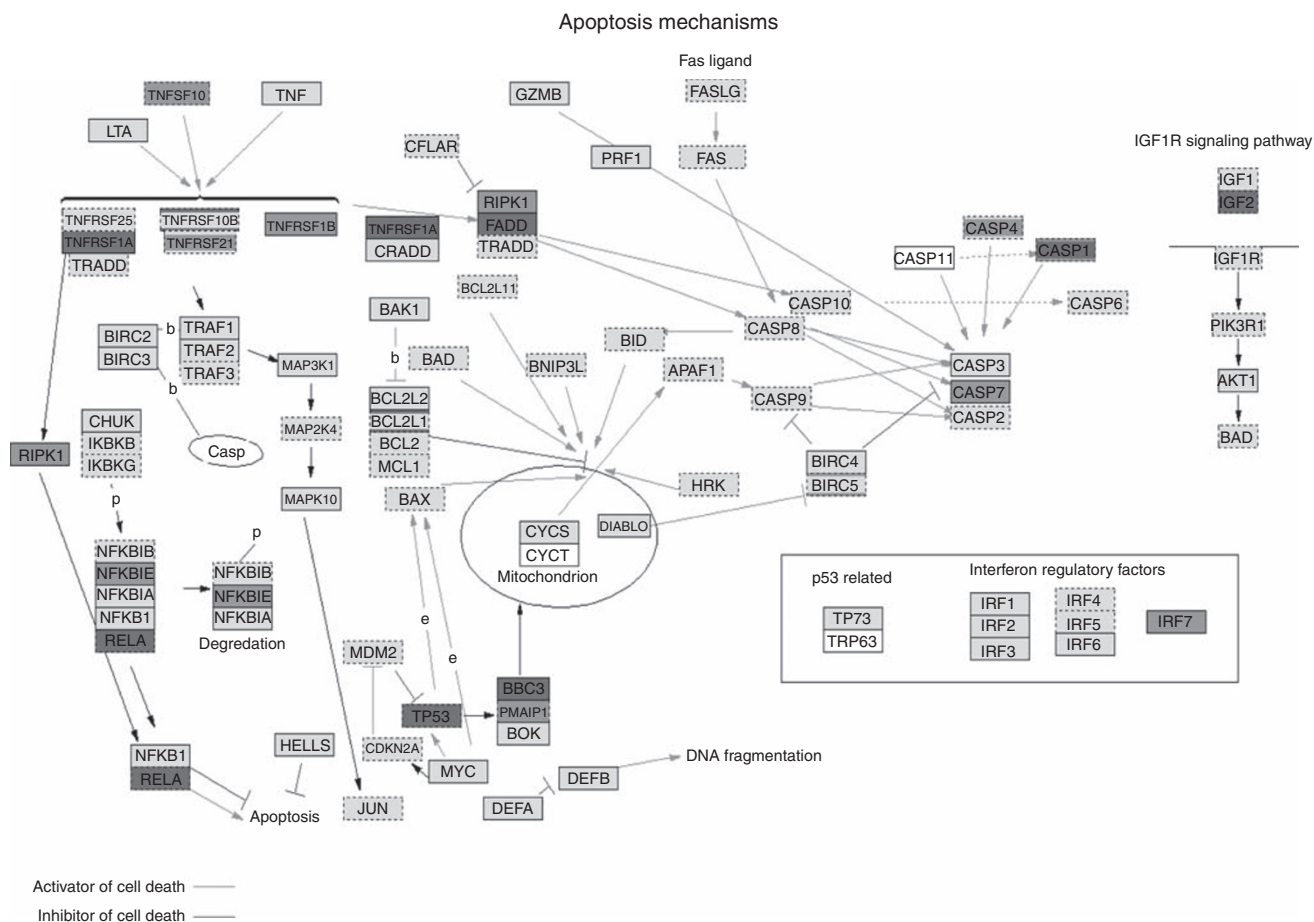 Apoptosis mechanisms
Fas ligand
TNFSF10
TNF
GZMB
FASLG
LTA
CFLAR
PRF1
FAS
IGF1R signaling pathway
IGF1
IGF2
TNFRSF25
TNFRSF1A
TRADD
TNFRSF10B
TNFRSF21
TNFRSF1B
TNFRSF1A
CRADD
RIPK1
FADD
TRADD
CASP4
CASP11
CASP1
IGF1R
BCL2L11
CASP10
CASP6
BAK1
BIRC2
BIRC3
b
TRAF1
TRAF2
TRAF3
b
MAP3K1
b
BAD
BNIP3L
BID
CASP8
APAF1
CASP9
CASP3
CASP7
CASP2
PIK3R1
AKT1
BAD
BCL2L2
BCL2L1
BCL2
MCL1
CHUK
IKBKB
IKBKG
MAP2K4
Casp
RIPK1
BIRC4
BIRC5
HRK
p
MAPK10
BAX
CYCS
CYCT
DIABLO
Mitochondrion
NFKBIB
NFKBIE
NFKBIA
NFKB1
RELA
p
NFKBIB
NFKBIE
NFKBIA
Degredation
p53 related
TP73
TRP63
Interferon regulatory factors
IRF1
IRF2
IRF3
IRF4
IRF5
IRF6
IRF7
e
e
MDM2
TP53
BBC3
PMAIP1
BOK
CDKN2A
MYC
NFKB1
RELA
HELLS
Apoptosis
JUN
DEFA
DEFB
DNA fragmentation
Activator of cell death
Inhibitor of cell death